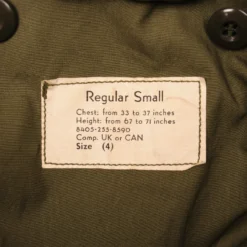 Regular Small
Chest: from 33 to 37 inches
Height: from 67 to 71 inches
8405-255-8590
Comp. UK or CAN
Size (4)